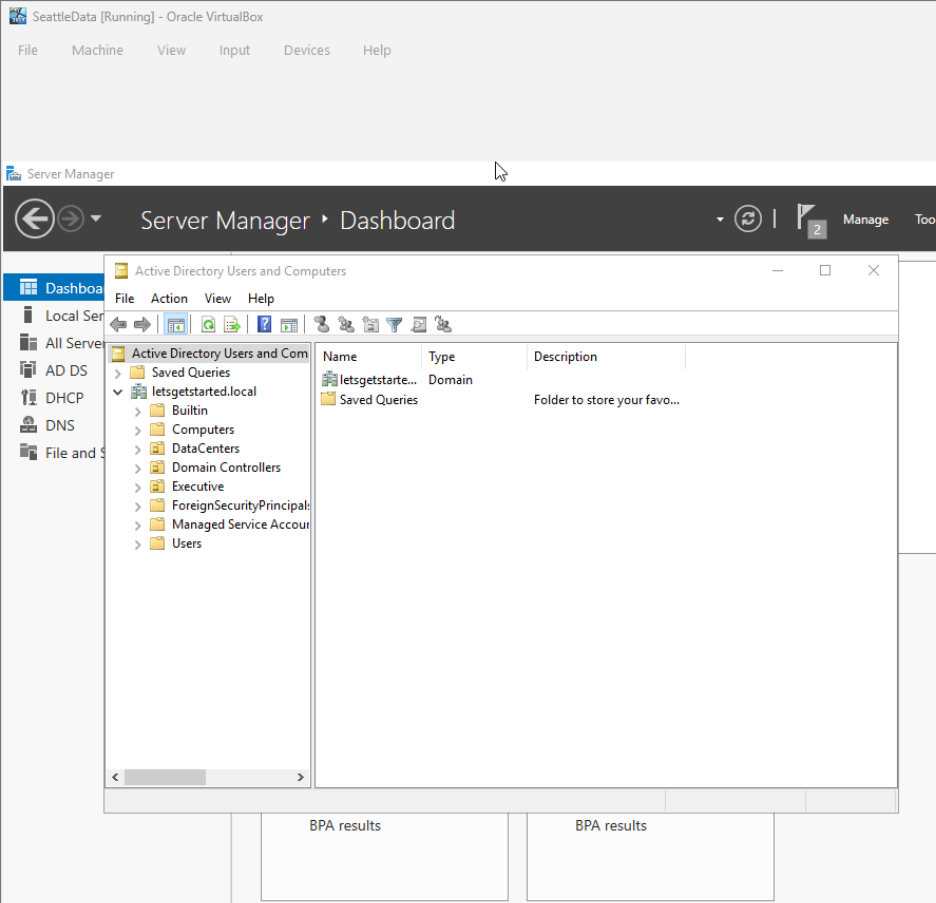 SeattleData [Running] - Oracle VirtualBox
File Machine View Input Devices Help
Server Manager
Server Manager Dashboard
2 Manage Too
Active Directory Users and Computers
Dashboa
File Action View Help
Local Ser
All Server
AD DS
DHCP
DNS
File and S
Active Directory Users and Com
Saved Queries
letsgetstarted.local
Builtin
Computers
DataCenters
Domain Controllers
Executive
ForeignSecurityPrincipals
Managed Service Accour
Users
Name Type Description
letsgetstarte... Domain
Saved Queries Folder to store your favo...
BPA results BPA results